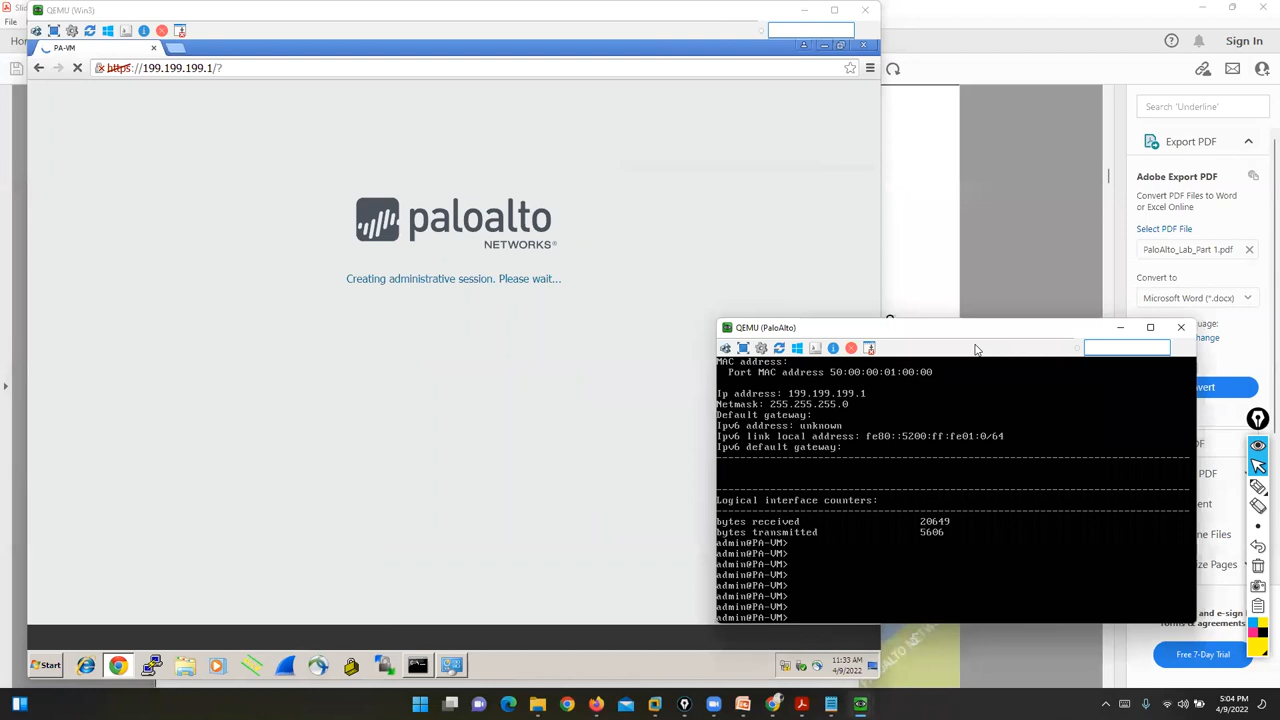 QEMU (Win3)
PA-VM
https://199.199.199.1/?
paloalto
NETWORKS®
Creating administrative session. Please wait...
Start
11:33 AM
4/9/2022
File
Sign In
Search 'Underline'
Export PDF
Adobe Export PDF
Convert PDF Files to Word
or Excel Online
Select PDF File
PaloAlto_Lab_Part 1.pdf
Convert to
Microsoft Word (*.docx)
Free 7-Day Trial
QEMU (PaloAlto)
MAC address:
Port MAC address 50:00:00:01:00:00
Ip address: 199.199.199.1
Netmask: 255.255.255.0
Default gateway:
Ipv6 address: unknown
Ipv6 link local address: fe80::5200:ff:fe01:0/64
Ipv6 default gateway:
Logical interface counters:
bytes received 20649
bytes transmitted 5606
admin@PA-VM>
admin@PA-VM>
admin@PA-VM>
admin@PA-VM>
admin@PA-VM>
admin@PA-VM>
admin@PA-VM>
admin@PA-VM>
5:04 PM
4/9/2022